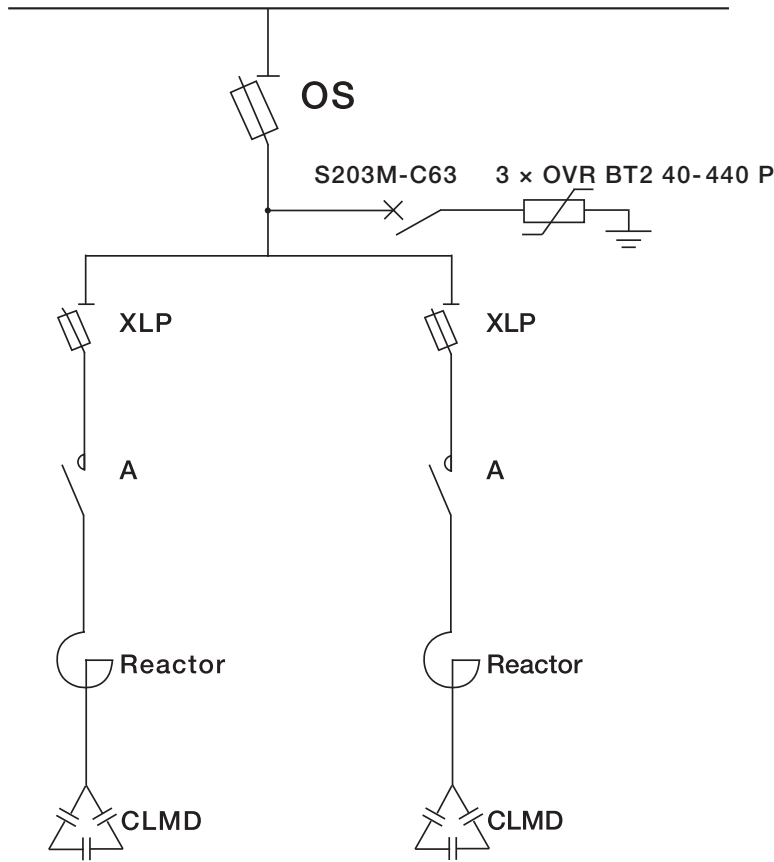 OS
S203M-C63 3 × OVR BT2 40-440 P
XLP XLP
A A
Reactor Reactor
CLMD CLMD